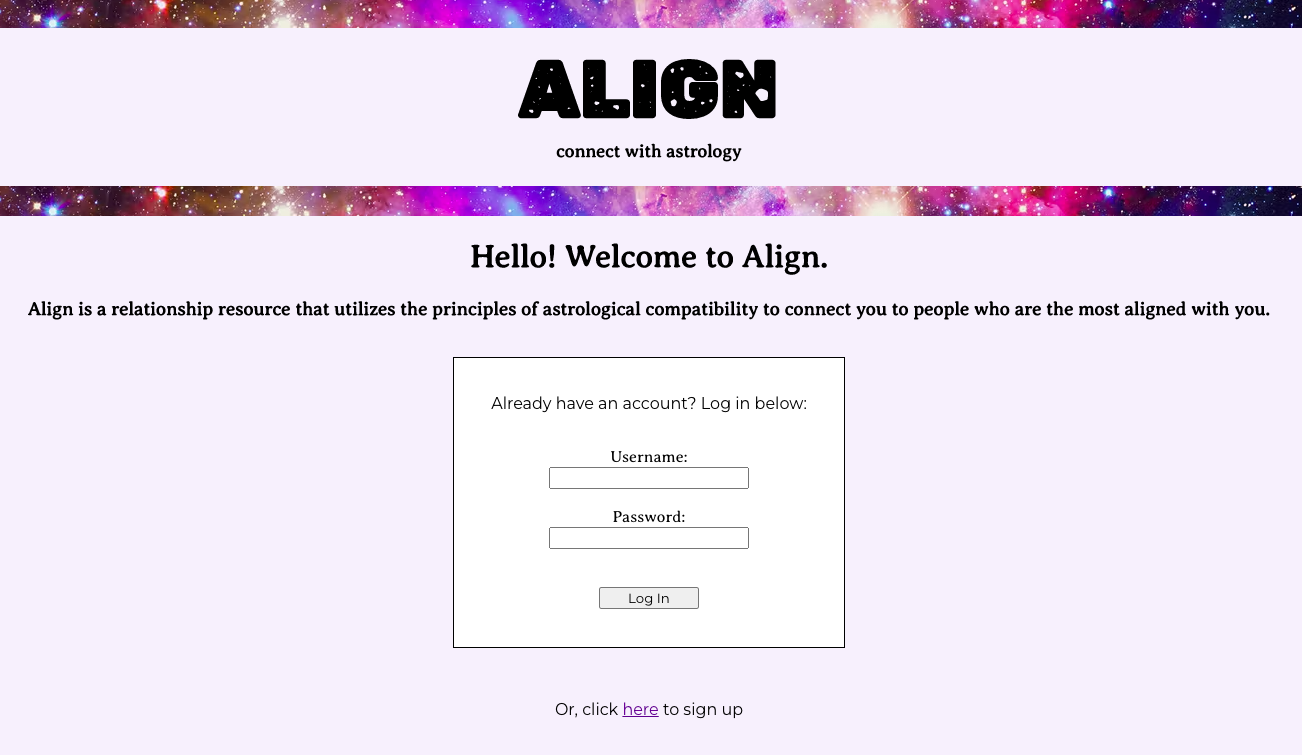 ALIGN
connect with astrology
Hello! Welcome to Align.
Align is a relationship resource that utilizes the principles of astrological compatibility to connect you to people who are the most aligned with you.
Already have an account? Log in below:
Username:
Password:
Log In
Or, click here to sign up